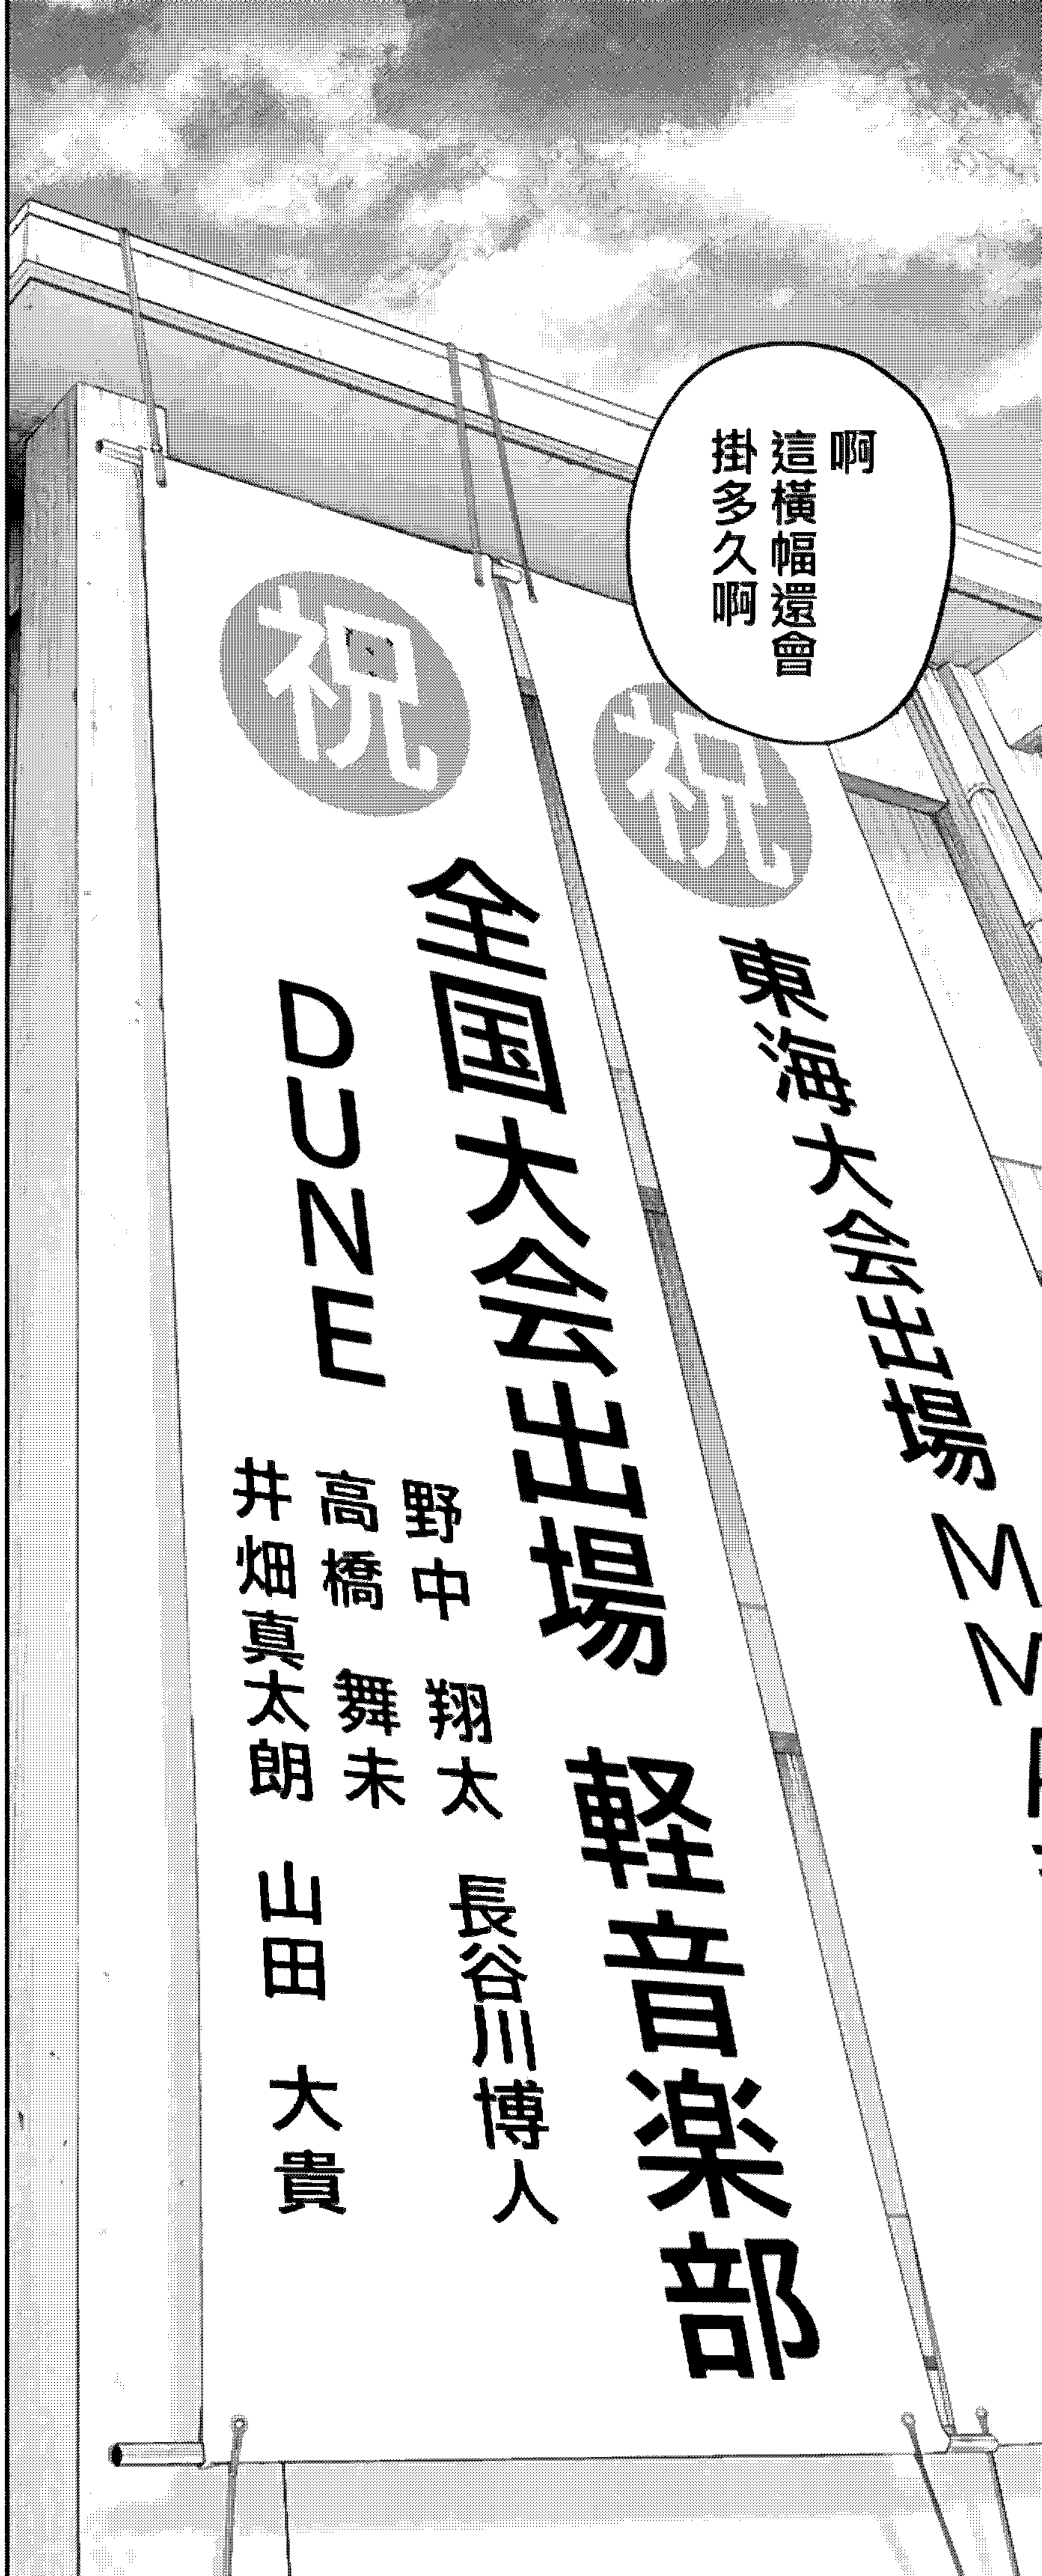 啊
這橫幅還會
掛多久啊
祝
東海大会出場
祝
全国大会出場 軽音楽部
DUNE
野中 翔太 長谷川博人
高橋 舞未
井畑真太朗 山田 大貴